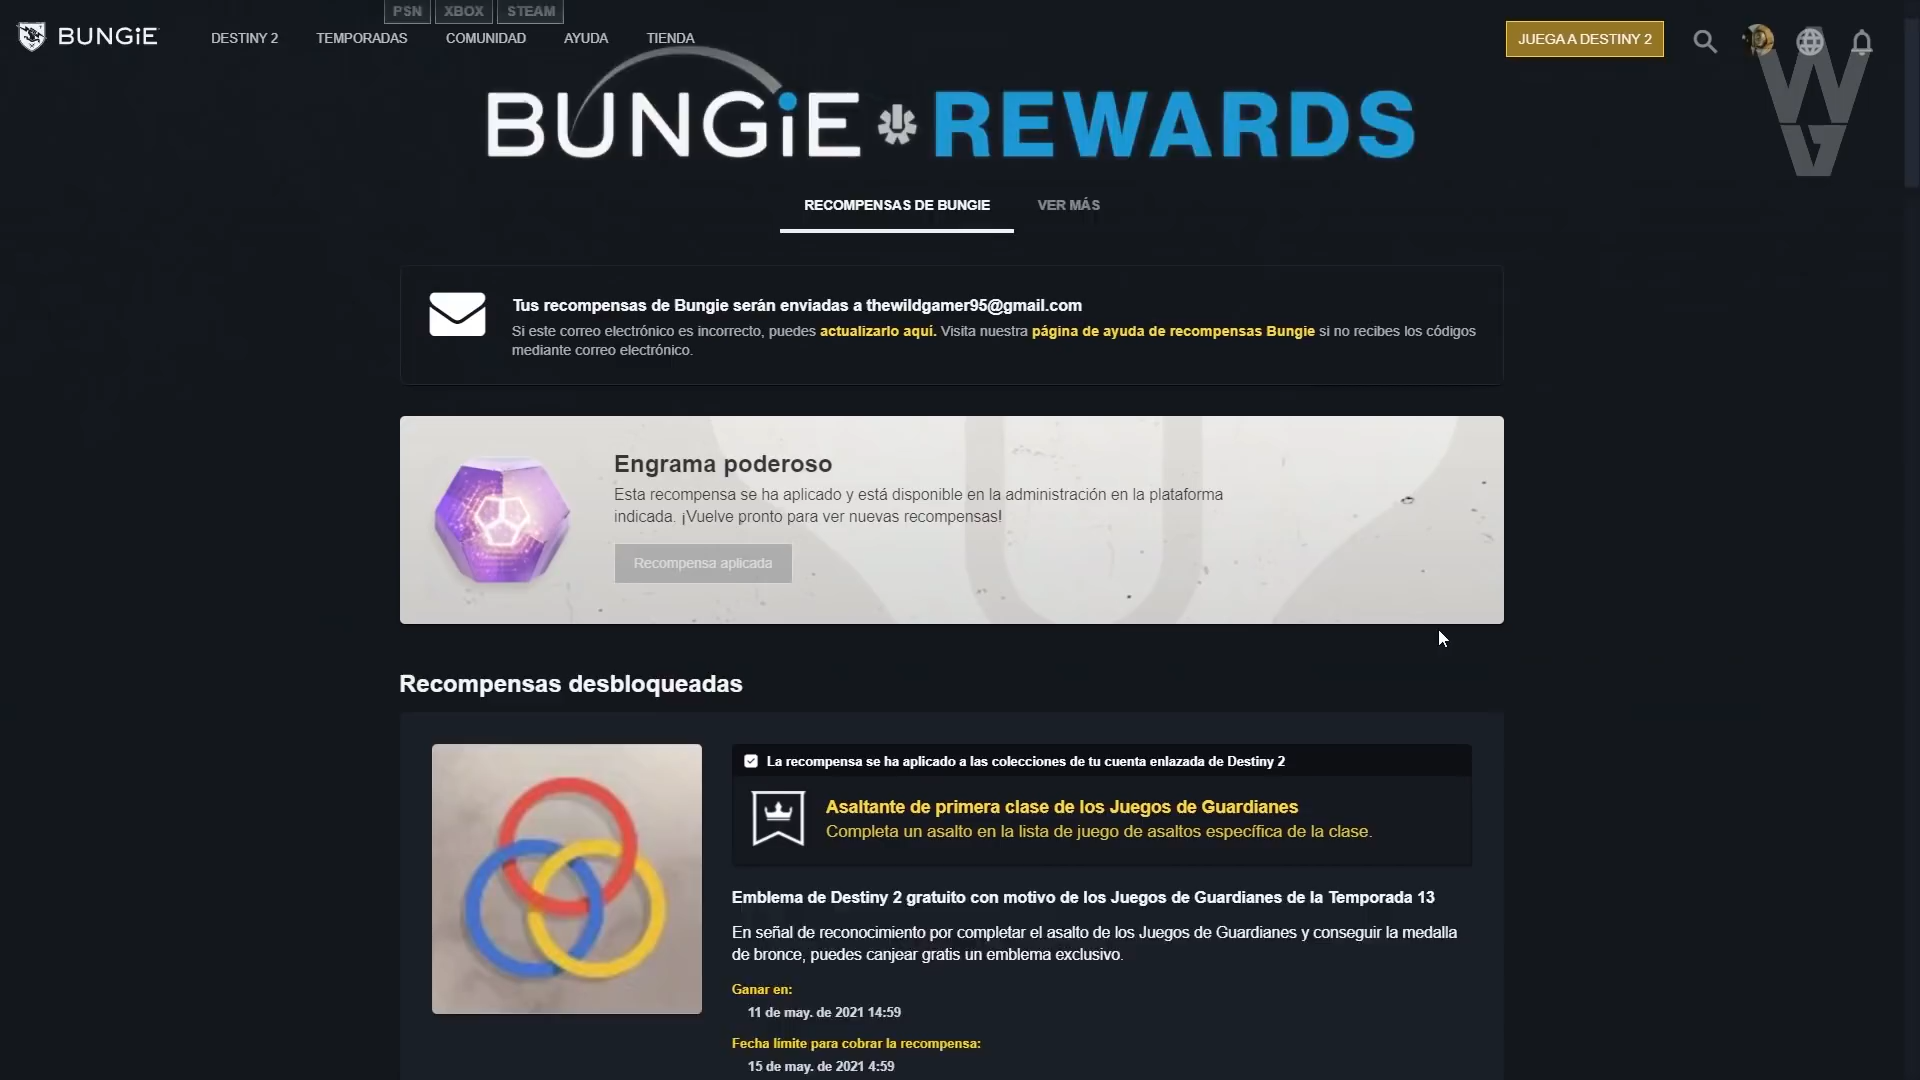 PSN XBOX STEAM
BUNGiE DESTINY 2 TEMPORADAS COMUNIDAD AYUDA TIENDA JUEGA A DESTINY 2
WG
BUNGiE REWARDS
RECOMPENSAS DE BUNGIE VER MÁS
Tus recompensas de Bungie serán enviadas a thewildgamer95@gmail.com
Si este correo electrónico es incorrecto, puedes actualizarlo aquí. Visita nuestra página de ayuda de recompensas Bungie si no recibes los códigos
mediante correo electrónico.
Engrama poderoso
Esta recompensa se ha aplicado y está disponible en la administración en la plataforma
indicada. ¡Vuelve pronto para ver nuevas recompensas!
Recompensa aplicada
Recompensas desbloqueadas
La recompensa se ha aplicado a las colecciones de tu cuenta enlazada de Destiny 2
Asaltante de primera clase de los Juegos de Guardianes
Completa un asalto en la lista de juego de asaltos específica de la clase.
Emblema de Destiny 2 gratuito con motivo de los Juegos de Guardianes de la Temporada 13
En señal de reconocimiento por completar el asalto de los Juegos de Guardianes y conseguir la medalla
de bronce, puedes canjear gratis un emblema exclusivo.
Ganar en:
11 de may. de 2021 14:59
Fecha límite para cobrar la recompensa:
15 de may. de 2021 4:59